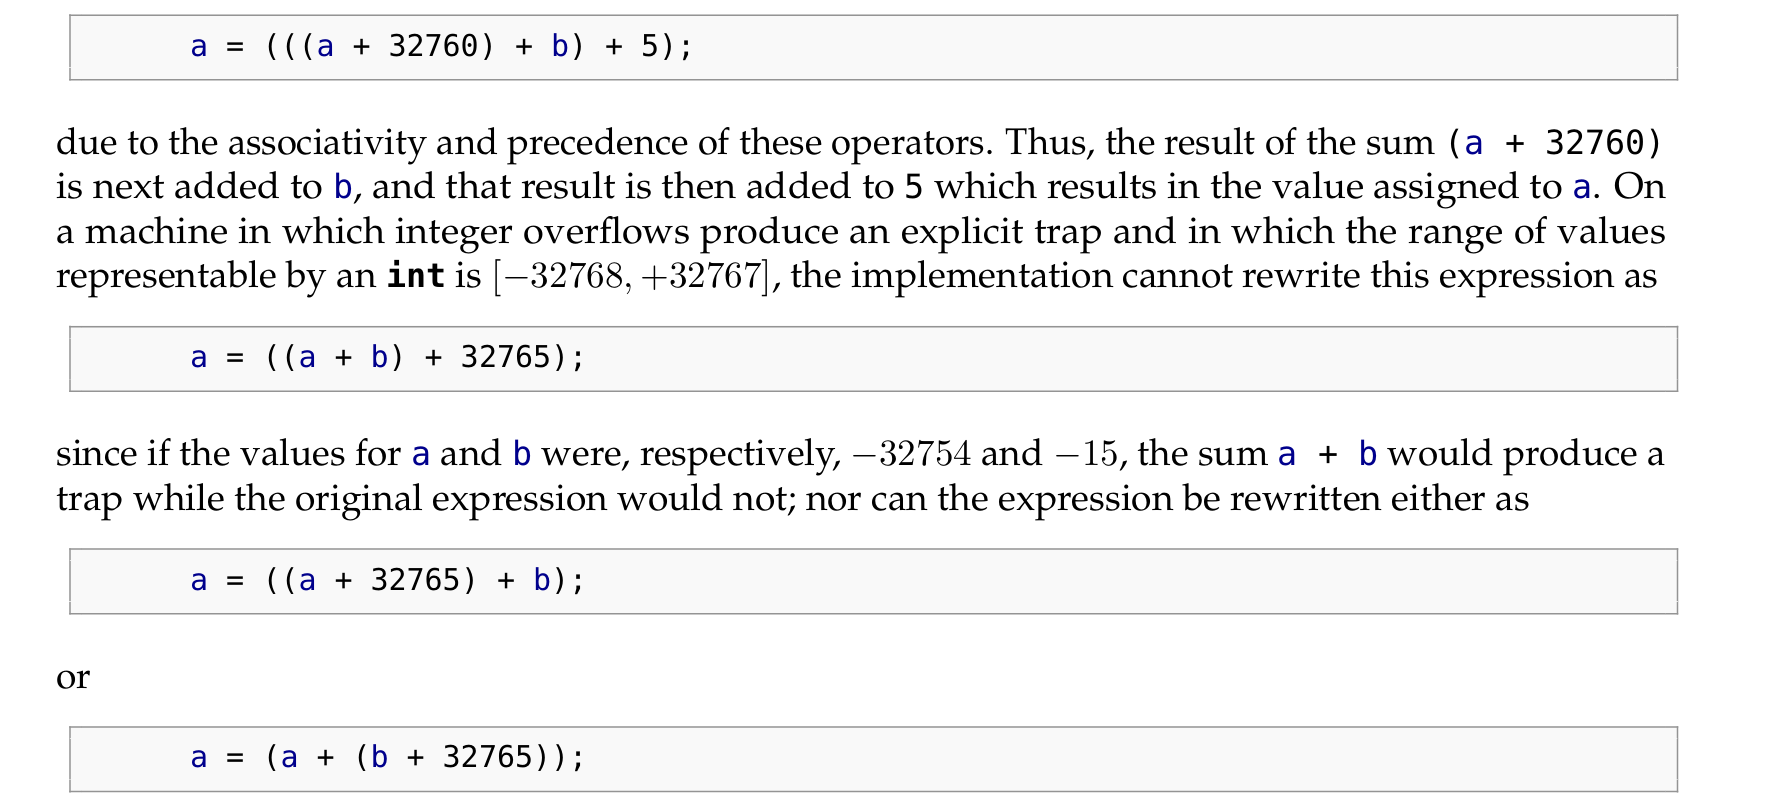 a = (((a + 32760) + b) + 5);
due to the associativity and precedence of these operators. Thus, the result of the sum (a + 32760)
is next added to b, and that result is then added to 5 which results in the value assigned to a. On
a machine in which integer overflows produce an explicit trap and in which the range of values
representable by an int is [−32768, +32767], the implementation cannot rewrite this expression as
a = ((a + b) + 32765);
since if the values for a and b were, respectively, −32754 and −15, the sum a + b would produce a
trap while the original expression would not; nor can the expression be rewritten either as
a = ((a + 32765) + b);
or
a = (a + (b + 32765));